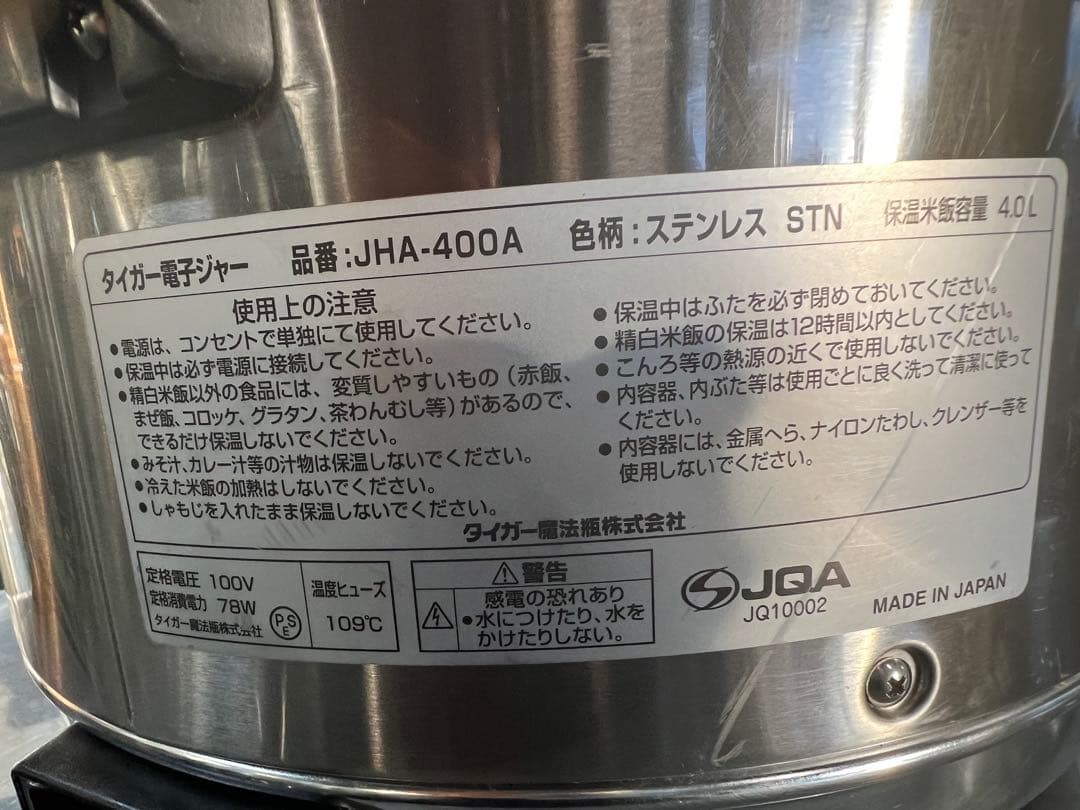 タイガー電子ジャー 品番:JHA-400A 色柄:ステンレス STN 保温米飯容量 4.0L
使用上の注意
●電源は、コンセントで単独にて使用してください。
●保温中は必ず電源に接続してください。
●精白米飯以外の食品には、変質しやすいもの(赤飯、
まぜ飯、コロッケ、グラタン、茶わんむし等)があるので、
できるだけ保温しないでください。
●みそ汁、カレー汁等の汁物は保温しないでください。
●冷えた米飯の加熱はしないでください。
●しゃもじを入れたまま保温しないでください。
●保温中はふたを必ず閉めておいてください。
●精白米飯の保温は12時間以内としてください。
●こんろ等の熱源の近くで使用しないでください。
●内容器、内ぶた等は使用ごとに良く洗って清潔に使って
ください。
●内容器には、金属へら、ナイロンたわし、クレンザー等を
使用しないでください。
タイガー魔法瓶株式会社
定格電圧 100V
定格消費電力 78W
タイガー魔法瓶株式会社
PSE
温度ヒューズ
109℃
⚠警告
感電の恐れあり
●水につけたり、水を
かけたりしない。
JQA
JQ10002
MADE IN JAPAN